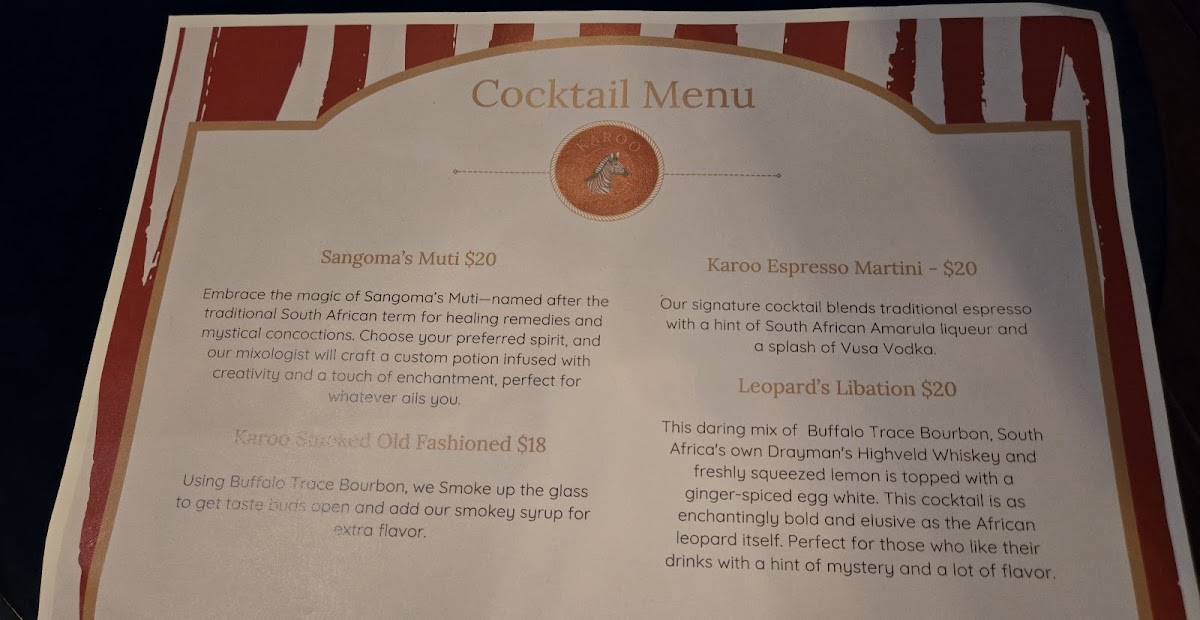 Cocktail Menu
KAROO
Sangoma's Muti $20
Embrace the magic of Sangoma's Muti—named after the
traditional South African term for healing remedies and
mystical concoctions. Choose your preferred spirit, and
our mixologist will craft a custom potion infused with
creativity and a touch of enchantment, perfect for
whatever ails you.
Karoo Smoked Old Fashioned $18
Using Buffalo Trace Bourbon, we Smoke up the glass
to get taste buds open and add our smokey syrup for
extra flavor.
Karoo Espresso Martini - $20
Our signature cocktail blends traditional espresso
with a hint of South African Amarula liqueur and
a splash of Vusa Vodka.
Leopard's Libation $20
This daring mix of Buffalo Trace Bourbon, South
Africa's own Drayman's Highveld Whiskey and
freshly squeezed lemon is topped with a
ginger-spiced egg white. This cocktail is as
enchantingly bold and elusive as the African
leopard itself. Perfect for those who like their
drinks with a hint of mystery and a lot of flavor.